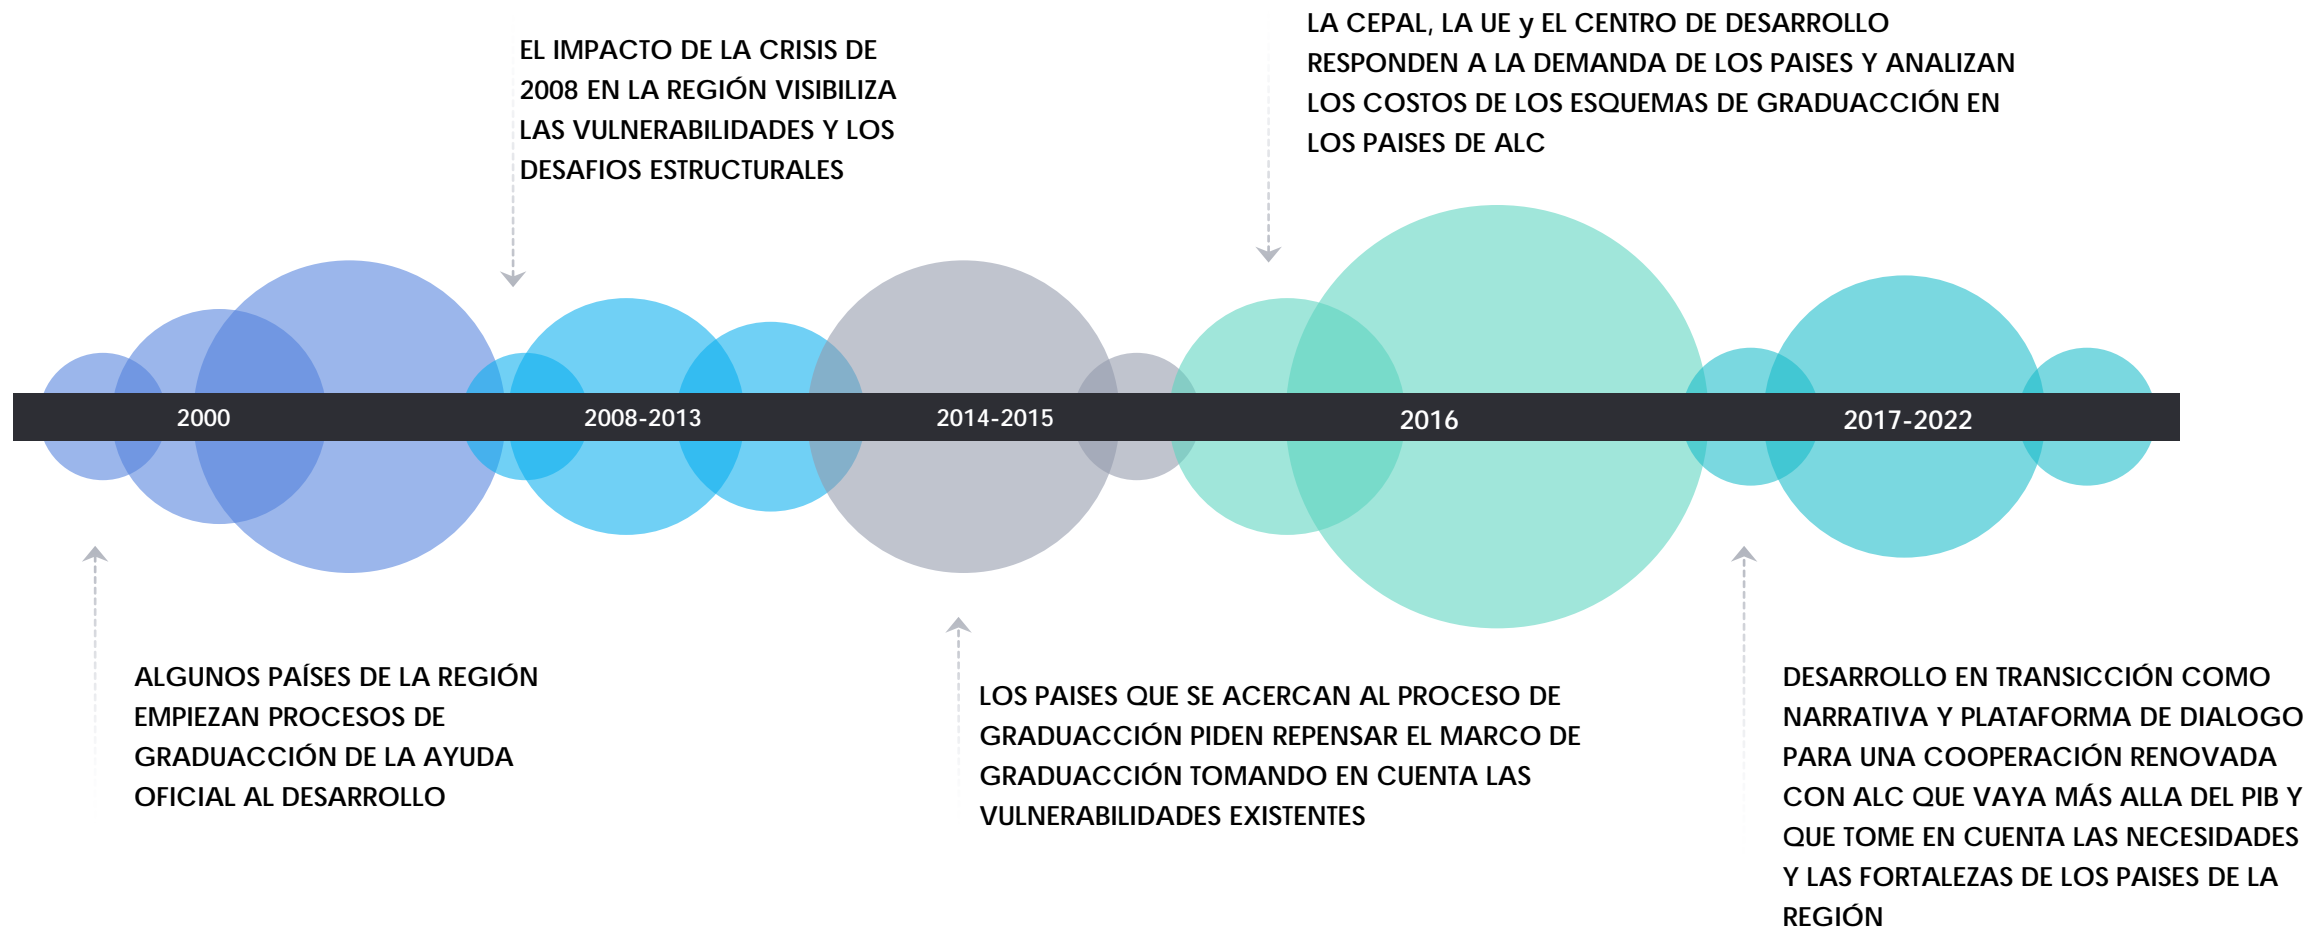 EL IMPACTO DE LA CRISIS DE
2008 EN LA REGIÓN VISIBILIZA
LAS VULNERABILIDADES Y LOS
DESAFIOS ESTRUCTURALES
LA CEPAL, LA UE y EL CENTRO DE DESARROLLO
RESPONDEN A LA DEMANDA DE LOS PAISES Y ANALIZAN
LOS COSTOS DE LOS ESQUEMAS DE GRADUACCIÓN EN
LOS PAISES DE ALC
2000
2008-2013
2014-2015
2016
2017-2022
ALGUNOS PAÍSES DE LA REGIÓN
EMPIEZAN PROCESOS DE
GRADUACCIÓN DE LA AYUDA
OFICIAL AL DESARROLLO
LOS PAISES QUE SE ACERCAN AL PROCESO DE
GRADUACCIÓN PIDEN REPENSAR EL MARCO DE
GRADUACCIÓN TOMANDO EN CUENTA LAS
VULNERABILIDADES EXISTENTES
DESARROLLO EN TRANSICCIÓN COMO
NARRATIVA Y PLATAFORMA DE DIALOGO
PARA UNA COOPERACIÓN RENOVADA
CON ALC QUE VAYA MÁS ALLA DEL PIB Y
QUE TOME EN CUENTA LAS NECESIDADES
Y LAS FORTALEZAS DE LOS PAISES DE LA
REGIÓN